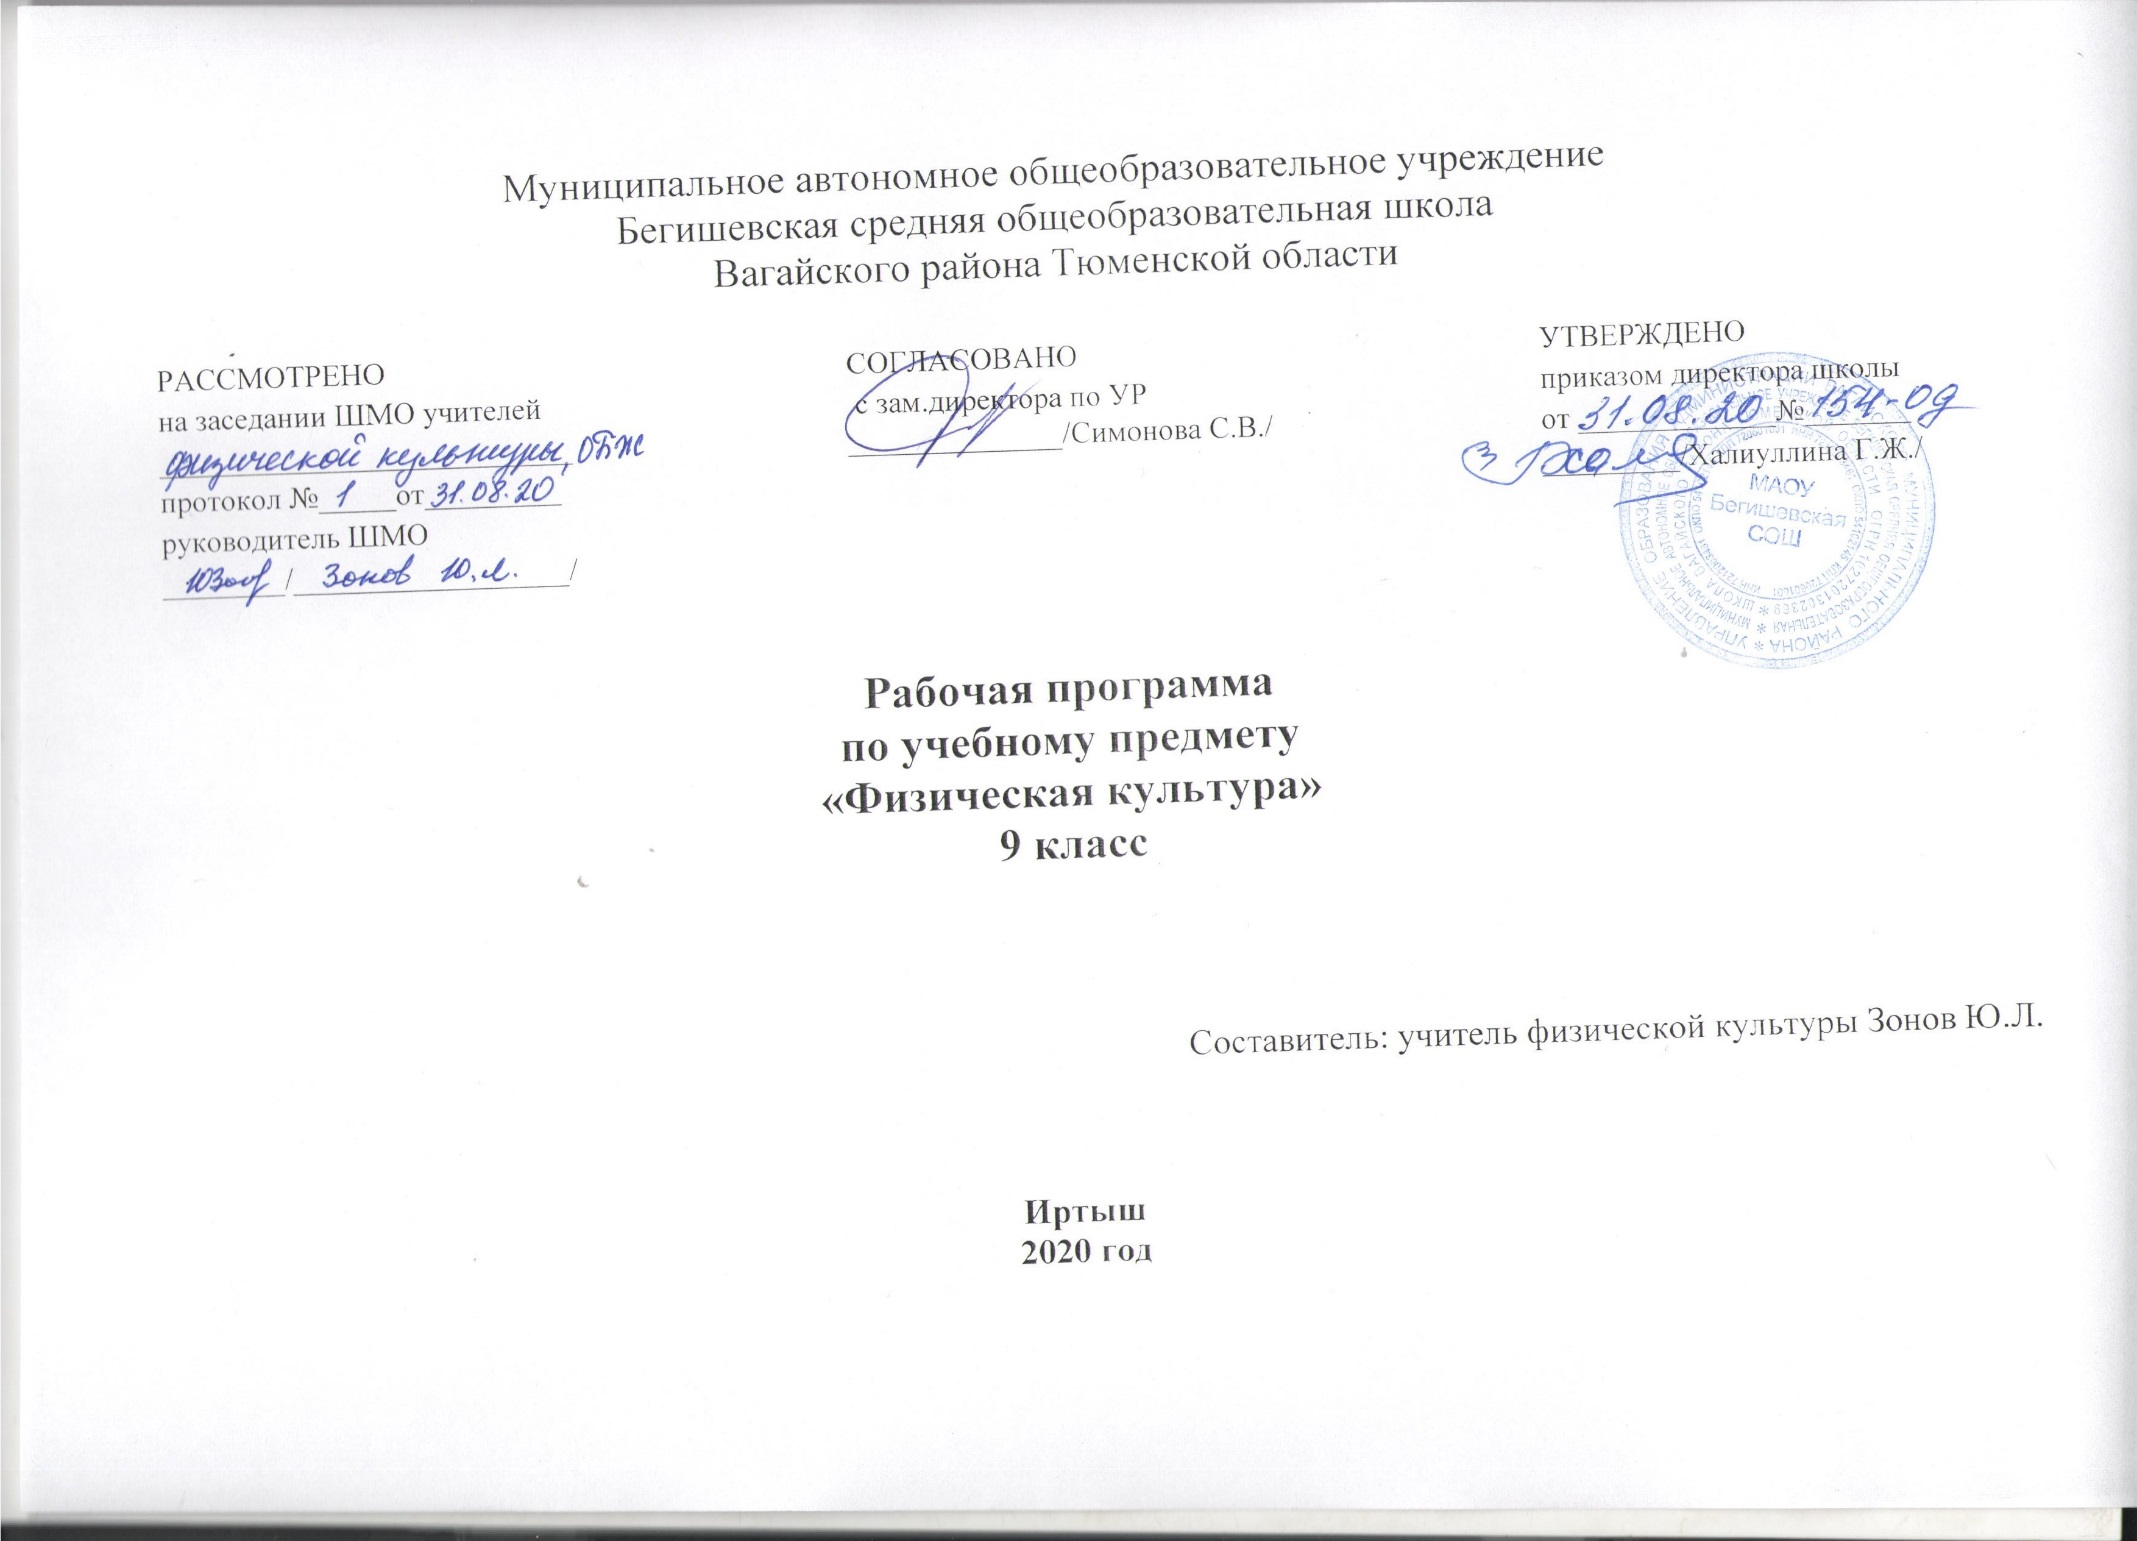 Муниципальное автономное общеобразовательное учреждение
Бегишевская средняя общеобразовательная школа
Вагайского района Тюменской области
РАССМОТРЕНО
на заседании ШМО учителей
физической культуры, ОБЖ
протокол № 1 от 31.08.20
руководитель ШМО
/ Зонов Ю.Л. /
СОГЛАСОВАНО
с зам.директора по УР
/Симонова С.В./
УТВЕРЖДЕНО
приказом директора школы
от 31.08.20 № 154-од
/Халиуллина Г.Ж./
МАОУ
Бегишевская
СОШ
Рабочая программа
по учебному предмету
«Физическая культура»
9 класс
Составитель: учитель физической культуры Зонов Ю.Л.
Иртыш
2020 год